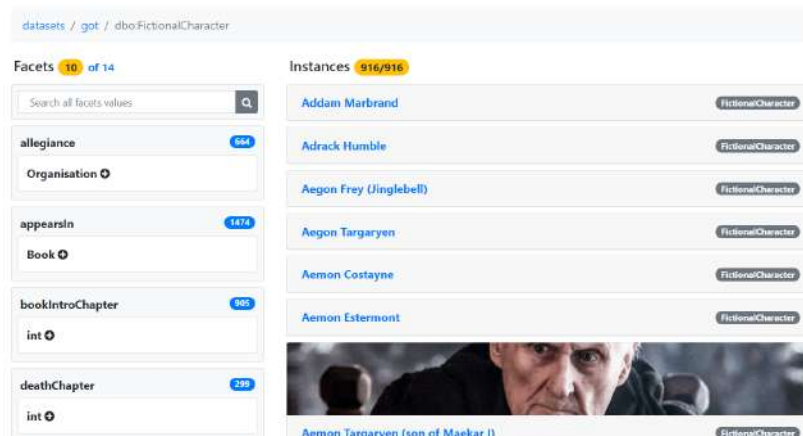 datasets / got / dbo:FictionalCharacter
Facets 10 of 14
Search all facets values
allegiance 664
Organisation
appearsIn 1474
Book
bookIntroChapter 905
int
deathChapter 299
int
Instances 916/916
Addam Marbrand FictionalCharacter
Adrack Humble FictionalCharacter
Aegon Frey (Jinglebell) FictionalCharacter
Aegon Targaryen FictionalCharacter
Aemon Costayne FictionalCharacter
Aemon Estermont FictionalCharacter
Aemon Targaryen (son of Maekar I) FictionalCharacter